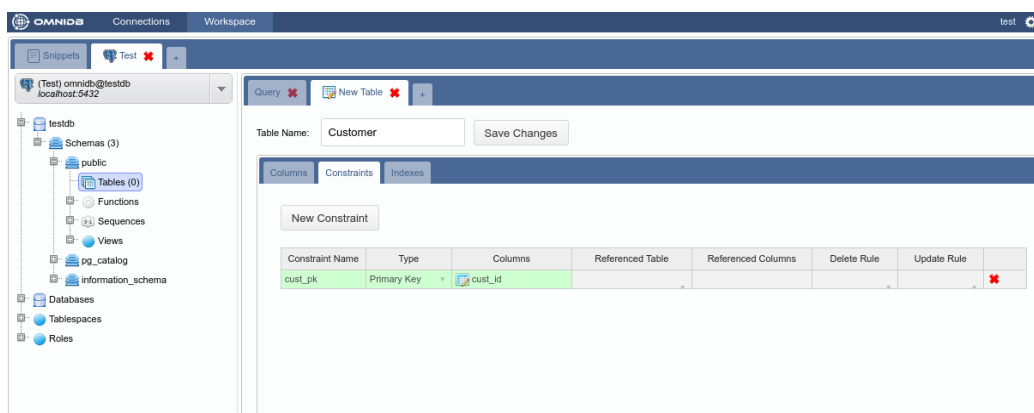 OMNIDB Connections Workspace test
Snippets Test +
(Test) omnidb@testdb
localhost:5432
testdb
Schemas (3)
public
Tables (0)
Functions
Sequences
Views
pg_catalog
information_schema
Databases
Tablespaces
Roles
Query New Table +
Table Name: Customer Save Changes
Columns Constraints Indexes
New Constraint
Constraint Name Type Columns Referenced Table Referenced Columns Delete Rule Update Rule
cust_pk Primary Key cust_id